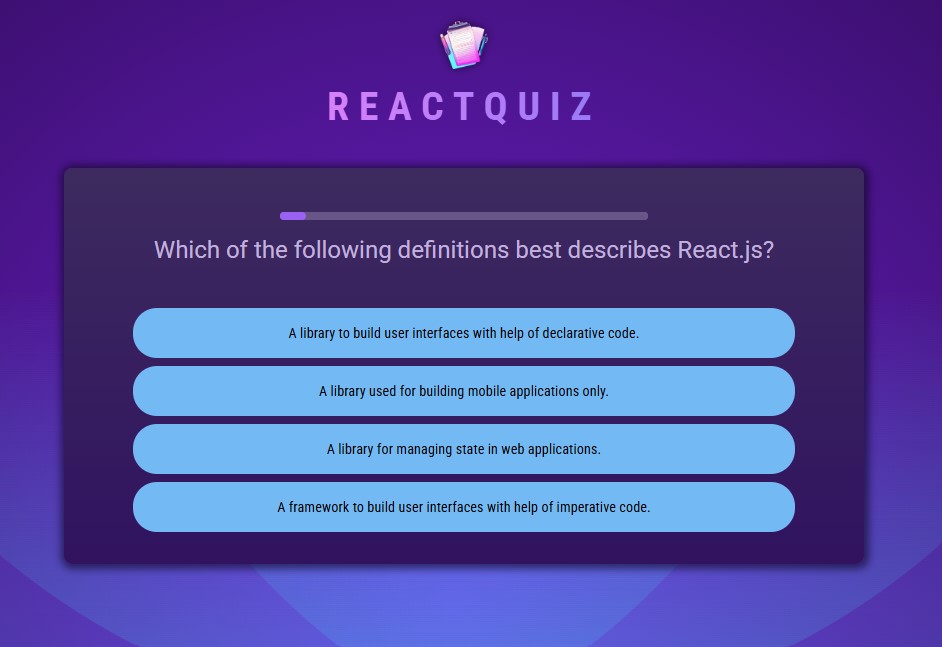 REACTQUIZ
Which of the following definitions best describes React.js?
A library to build user interfaces with help of declarative code.
A library used for building mobile applications only.
A library for managing state in web applications.
A framework to build user interfaces with help of imperative code.